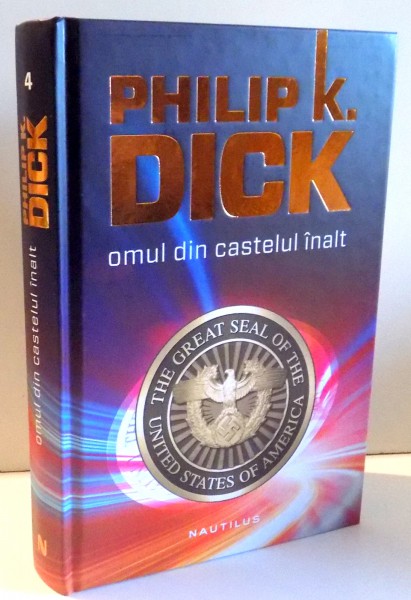 4
PHILIP K.
DICK
omul din castelul înalt
N
PHILIP K.
DICK
omul din castelul înalt
THE GREAT SEAL OF THE
UNITED STATES OF AMERICA
NAUTILUS